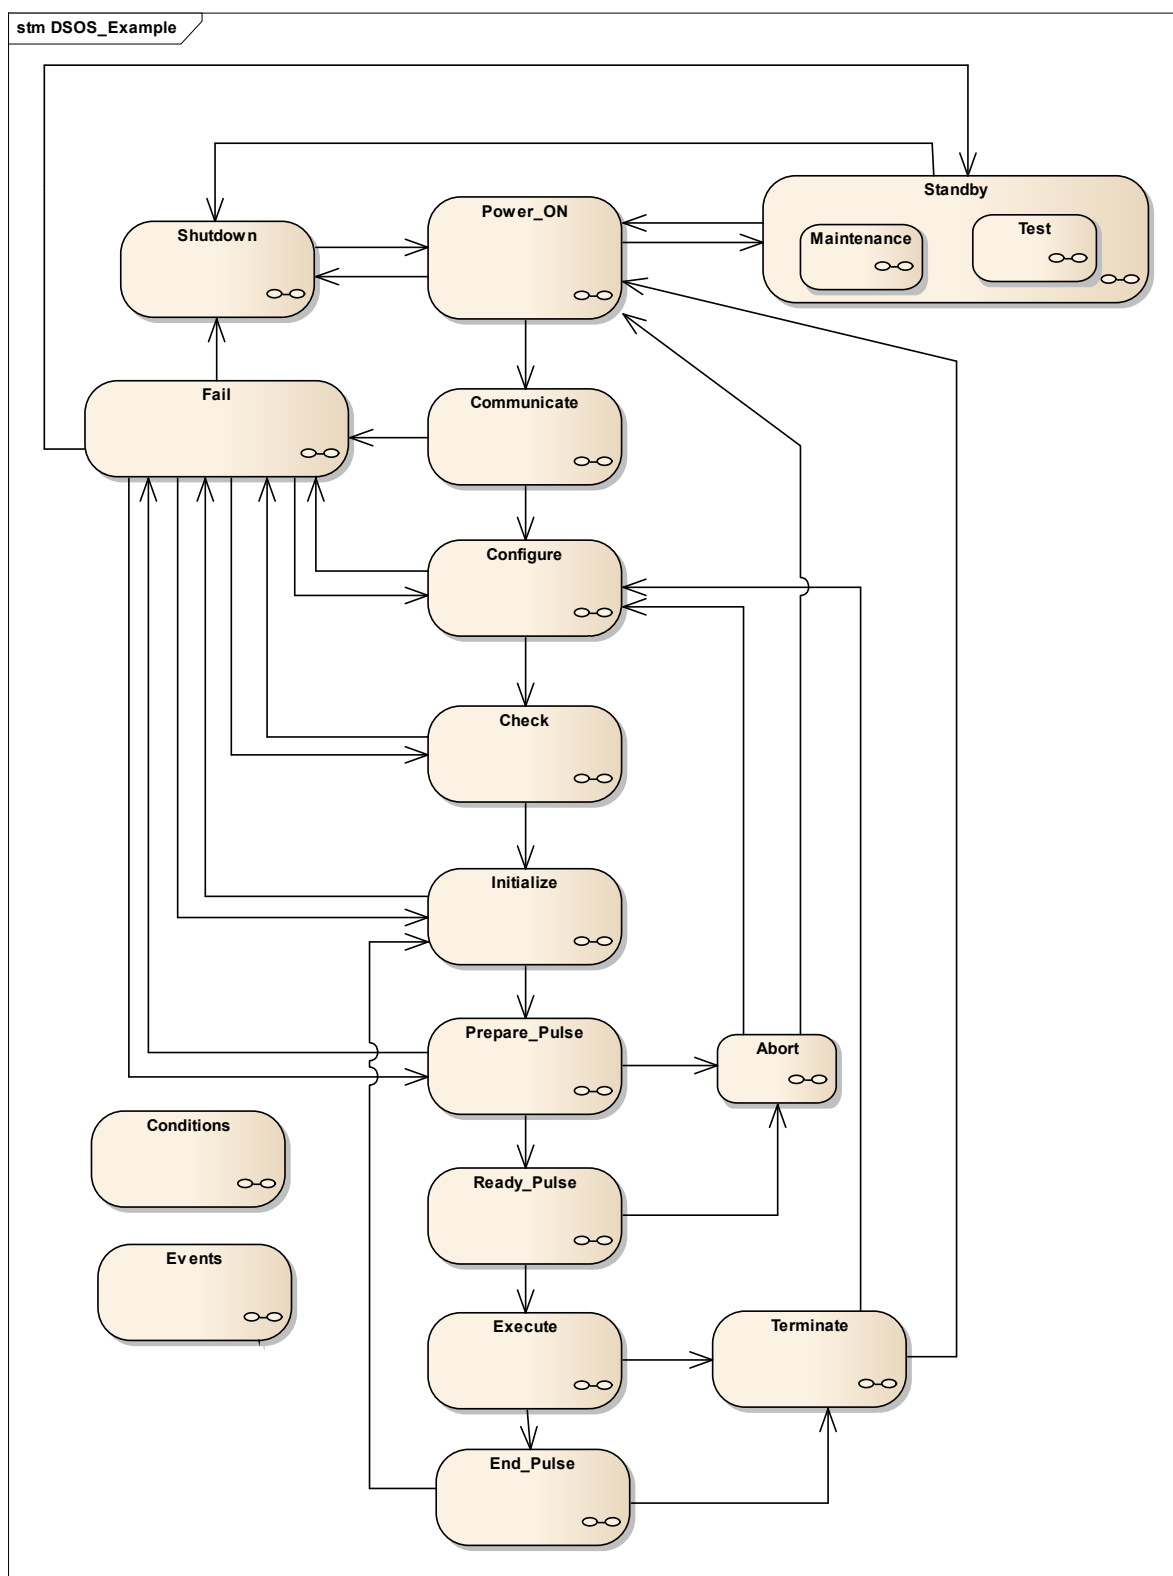 stm DSOS_Example
Standby
Power_ON
Shutdown
Maintenance
Test
Fail
Communicate
Configure
Check
Initialize
Prepare_Pulse
Abort
Conditions
Ready_Pulse
Events
Execute
Terminate
End_Pulse